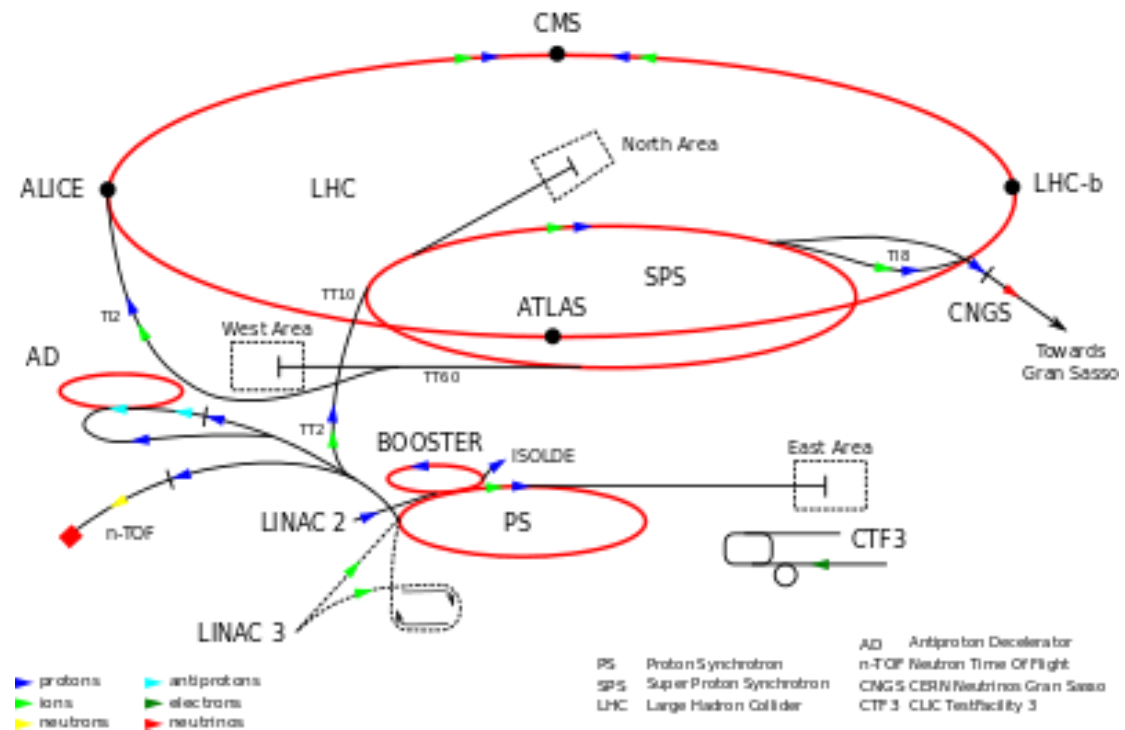 CMS
North Area
ALICE
LHC
LHC-b
SPS
TI8
TT10
ATLAS
CNGS
TI2
West Area
Towards
Gran Sasso
AD
TT60
TT2
BOOSTER
ISOLDE
East Area
LINAC 2
PS
n-TOF
CTF3
LINAC 3
protons
antiprotons
ions
electrons
neutrons
neutrinos
PS Proton Synchrotron
SPS Super Proton Synchrotron
LHC Large Hadron Collider
AD Antiproton Decelerator
n-TOF Neutron Time Of Flight
CNGS CERN Neutrinos Gran Sasso
CTF3 CLIC TestFacility 3